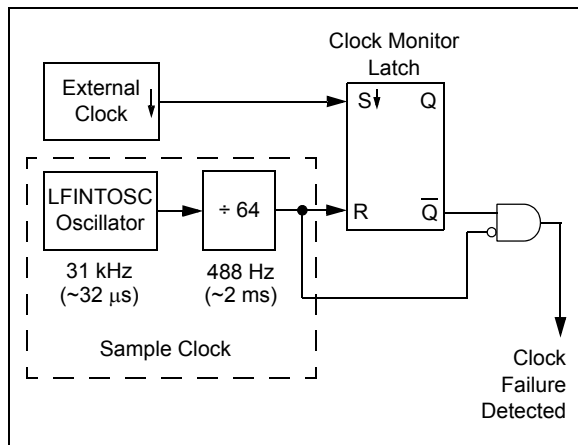 Clock Monitor
Latch
External
Clock
S
Q
LFINTOSC
Oscillator
÷ 64
R
Q
31 kHz
(~32 μs)
488 Hz
(~2 ms)
Sample Clock
Clock
Failure
Detected